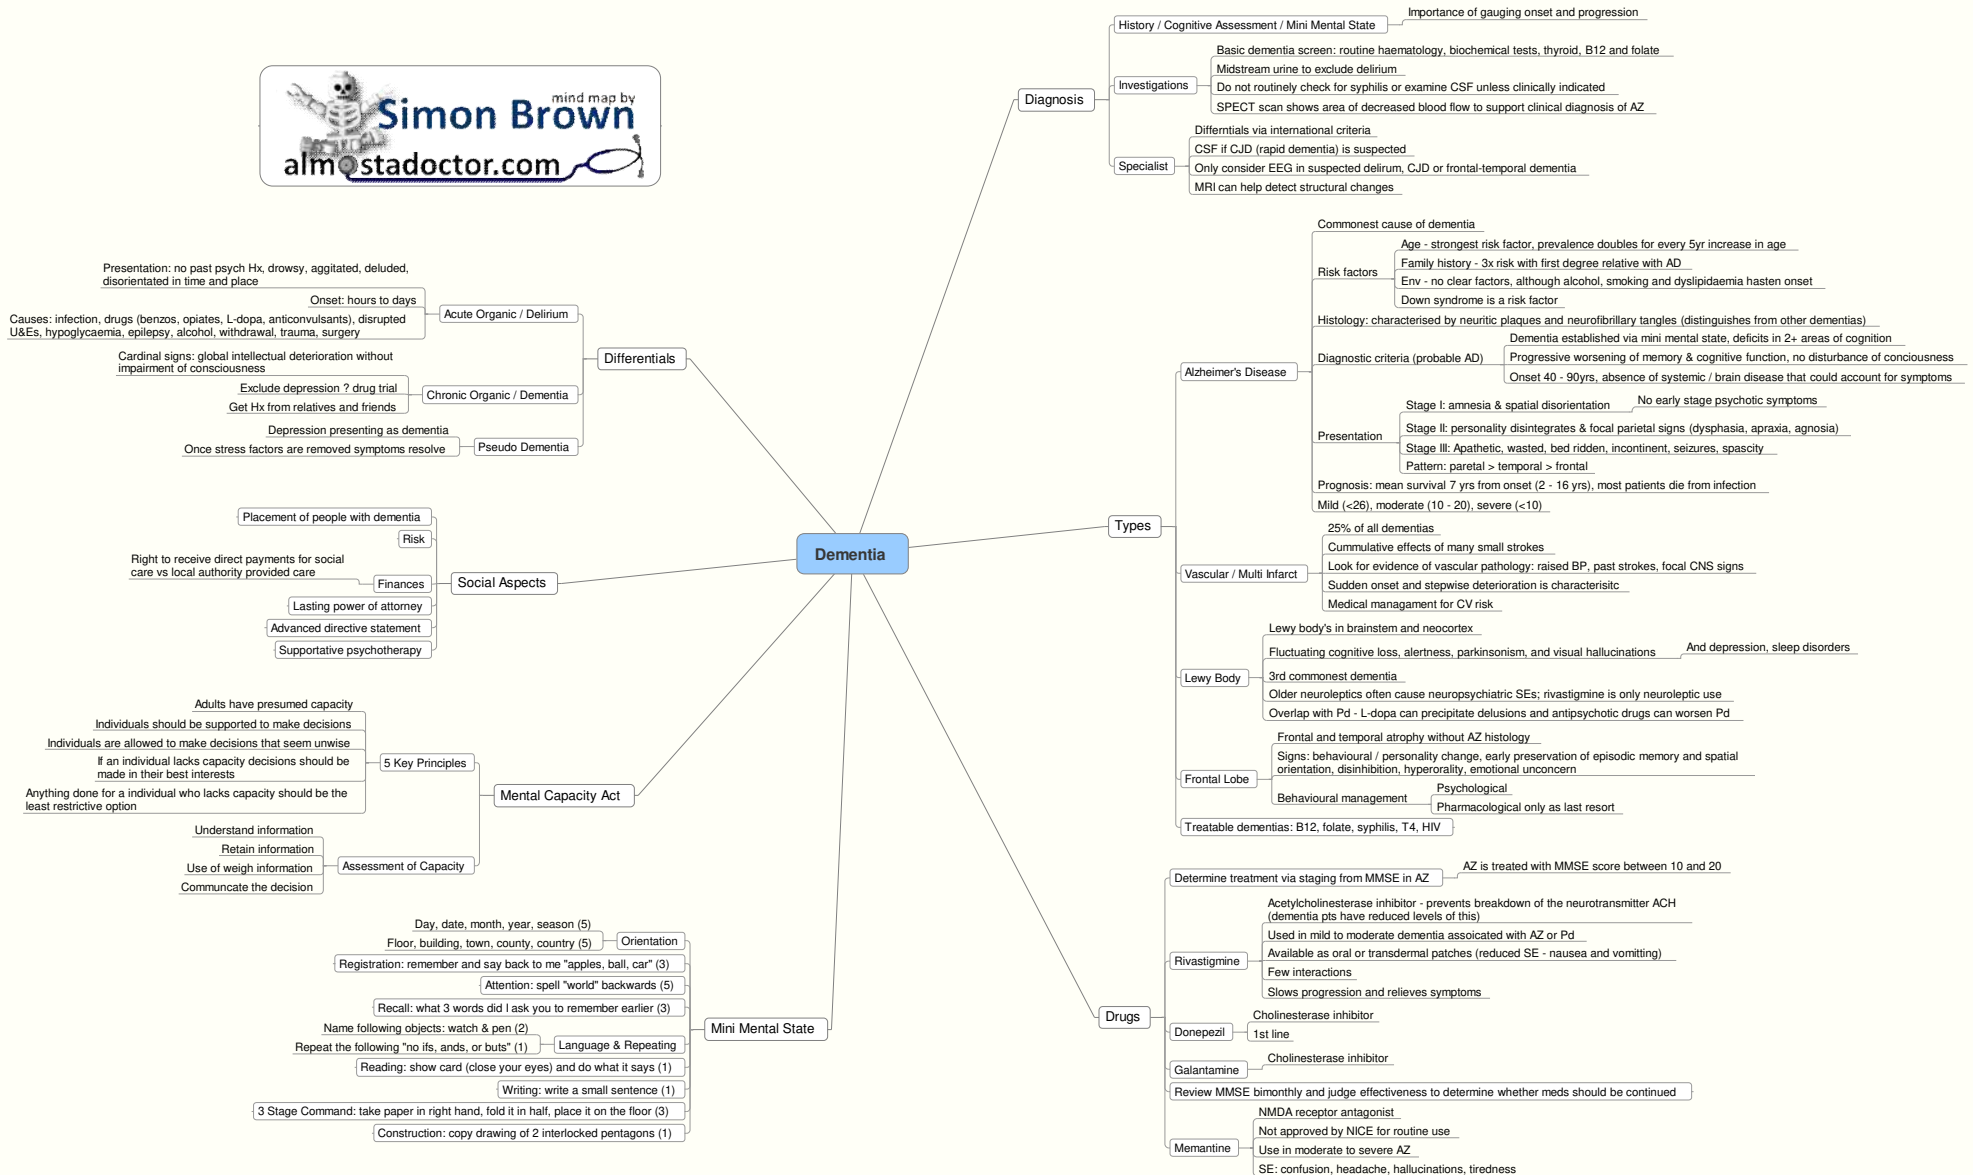 mind map by
Simon Brown
almostadoctor.com
Dementia
Diagnosis
History / Cognitive Assessment / Mini Mental State
Importance of gauging onset and progression
Investigations
Basic dementia screen: routine haematology, biochemical tests, thyroid, B12 and folate
Midstream urine to exclude delirium
Do not routinely check for syphilis or examine CSF unless clinically indicated
SPECT scan shows area of decreased blood flow to support clinical diagnosis of AZ
Specialist
Differntials via international criteria
CSF if CJD (rapid dementia) is suspected
Only consider EEG in suspected delirum, CJD or frontal-temporal dementia
MRI can help detect structural changes
Types
Alzheimer's Disease
Commonest cause of dementia
Risk factors
Age - strongest risk factor, prevalence doubles for every 5yr increase in age
Family history - 3x risk with first degree relative with AD
Env - no clear factors, although alcohol, smoking and dyslipidaemia hasten onset
Down syndrome is a risk factor
Histology: characterised by neuritic plaques and neurofibrillary tangles (distinguishes from other dementias)
Diagnostic criteria (probable AD)
Dementia established via mini mental state, deficits in 2+ areas of cognition
Progressive worsening of memory & cognitive function, no disturbance of conciousness
Onset 40 - 90yrs, absence of systemic / brain disease that could account for symptoms
Presentation
Stage I: amnesia & spatial disorientation
No early stage psychotic symptoms
Stage II: personality disintegrates & focal parietal signs (dysphasia, apraxia, agnosia)
Stage III: Apathetic, wasted, bed ridden, incontinent, seizures, spascity
Pattern: paretal > temporal > frontal
Prognosis: mean survival 7 yrs from onset (2 - 16 yrs), most patients die from infection
Mild (<26), moderate (10 - 20), severe (<10)
Vascular / Multi Infarct
25% of all dementias
Cummulative effects of many small strokes
Look for evidence of vascular pathology: raised BP, past strokes, focal CNS signs
Sudden onset and stepwise deterioration is characterisitc
Medical managament for CV risk
Lewy Body
Lewy body's in brainstem and neocortex
Fluctuating cognitive loss, alertness, parkinsonism, and visual hallucinations
And depression, sleep disorders
3rd commonest dementia
Older neuroleptics often cause neuropsychiatric SEs; rivastigmine is only neuroleptic use
Overlap with Pd - L-dopa can precipitate delusions and antipsychotic drugs can worsen Pd
Frontal Lobe
Frontal and temporal atrophy without AZ histology
Signs: behavioural / personality change, early preservation of episodic memory and spatial
orientation, disinhibition, hyperorality, emotional unconcern
Behavioural management
Psychological
Pharmacological only as last resort
Treatable dementias: B12, folate, syphilis, T4, HIV
Drugs
Determine treatment via staging from MMSE in AZ
AZ is treated with MMSE score between 10 and 20
Rivastigmine
Acetylcholinesterase inhibitor - prevents breakdown of the neurotransmitter ACH
(dementia pts have reduced levels of this)
Used in mild to moderate dementia assoicated with AZ or Pd
Available as oral or transdermal patches (reduced SE - nausea and vomitting)
Few interactions
Slows progression and relieves symptoms
Donepezil
Cholinesterase inhibitor
1st line
Galantamine
Cholinesterase inhibitor
Review MMSE bimonthly and judge effectiveness to determine whether meds should be continued
Memantine
NMDA receptor antagonist
Not approved by NICE for routine use
Use in moderate to severe AZ
SE: confusion, headache, hallucinations, tiredness
Differentials
Acute Organic / Delirium
Presentation: no past psych Hx, drowsy, aggitated, deluded,
disorientated in time and place
Onset: hours to days
Causes: infection, drugs (benzos, opiates, L-dopa, anticonvulsants), disrupted
U&Es, hypoglycaemia, epilepsy, alcohol, withdrawal, trauma, surgery
Chronic Organic / Dementia
Cardinal signs: global intellectual deterioration without
impairment of consciousness
Exclude depression ? drug trial
Get Hx from relatives and friends
Pseudo Dementia
Depression presenting as dementia
Once stress factors are removed symptoms resolve
Social Aspects
Placement of people with dementia
Risk
Finances
Right to receive direct payments for social
care vs local authority provided care
Lasting power of attorney
Advanced directive statement
Supportative psychotherapy
Mental Capacity Act
5 Key Principles
Adults have presumed capacity
Individuals should be supported to make decisions
Individuals are allowed to make decisions that seem unwise
If an individual lacks capacity decisions should be
made in their best interests
Anything done for a individual who lacks capacity should be the
least restrictive option
Assessment of Capacity
Understand information
Retain information
Use of weigh information
Communcate the decision
Mini Mental State
Orientation
Day, date, month, year, season (5)
Floor, building, town, county, country (5)
Registration: remember and say back to me "apples, ball, car" (3)
Attention: spell "world" backwards (5)
Recall: what 3 words did I ask you to remember earlier (3)
Language & Repeating
Name following objects: watch & pen (2)
Repeat the following "no ifs, ands, or buts" (1)
Reading: show card (close your eyes) and do what it says (1)
Writing: write a small sentence (1)
3 Stage Command: take paper in right hand, fold it in half, place it on the floor (3)
Construction: copy drawing of 2 interlocked pentagons (1)